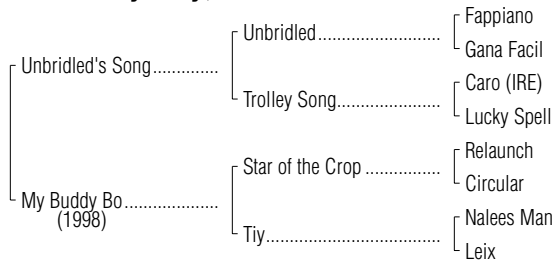 Fappiano
Unbridled....................
Gana Facil
Unbridled's Song.............
Caro (IRE)
Trolley Song.................
Lucky Spell
Relaunch
Star of the Crop .............
Circular
My Buddy Bo..................
(1998)
Nalees Man
Tiy................................
Leix